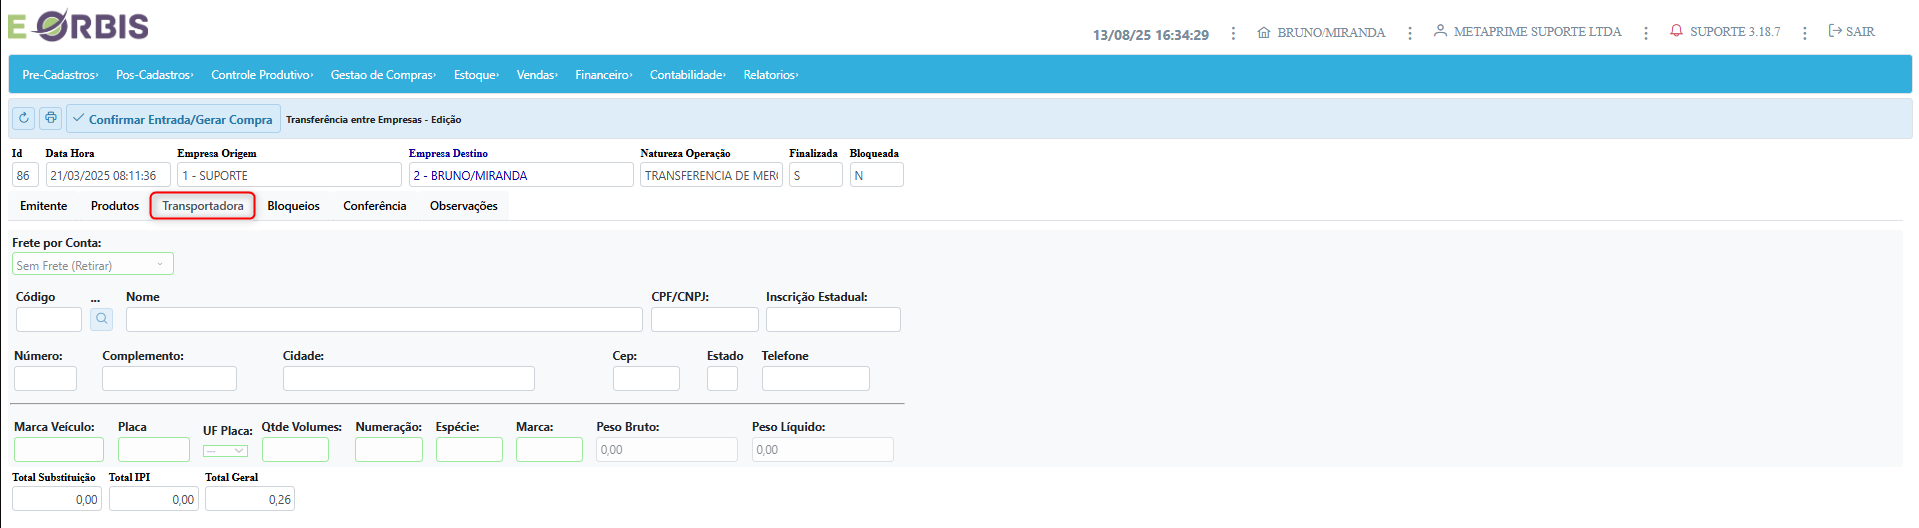 E ORBIS
13/08/25 16:34:29 BRUNO/MIRANDA METAPRIME SUPORTE LTDA SUPORTE 3.18.7 SAIR
Pre-Cadastros Pos-Cadastros Controle Produtivo Gestao de Compras Estoque Vendas Financeiro Contabilidade Relatorios
Confirmar Entrada/Gerar Compra Transferência entre Empresas - Edição
Id Data Hora Empresa Origem Empresa Destino Natureza Operação Finalizada Bloqueada
86 21/03/2025 08:11:36 1 - SUPORTE 2 - BRUNO/MIRANDA TRANSFERENCIA DE MER S N
Emitente Produtos Transportadora Bloqueios Conferência Observações
Frete por Conta:
Sem Frete (Retirar)
Código ... Nome CPF/CNPJ: Inscrição Estadual:
Número: Complemento: Cidade: Cep: Estado Telefone
Marca Veículo: Placa UF Placa: Qtde Volumes: Numeração: Espécie: Marca: Peso Bruto: Peso Líquido:
--- 0,00 0,00
Total Substituição Total IPI Total Geral
0,00 0,00 0,26